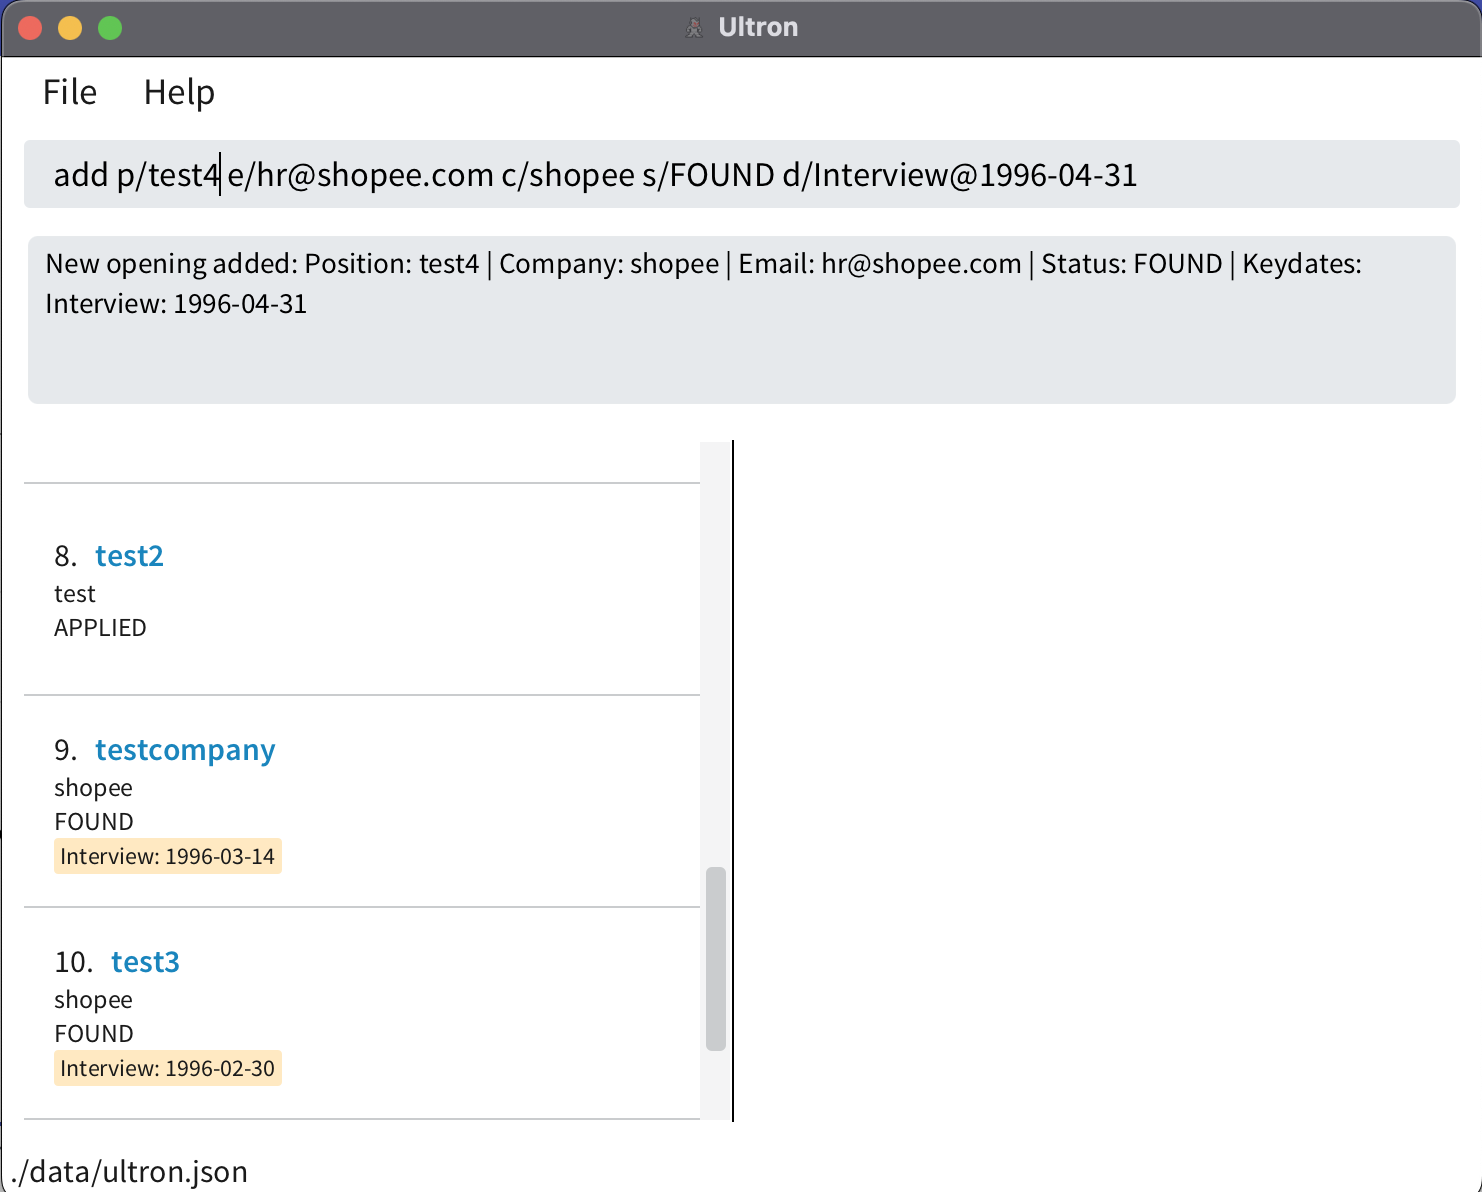 Ultron
File Help
add p/test4 e/hr@shopee.com c/shopee s/FOUND d/Interview@1996-04-31
New opening added: Position: test4 | Company: shopee | Email: hr@shopee.com | Status: FOUND | Keydates:
Interview: 1996-04-31
8. test2
test
APPLIED
9. testcompany
shopee
FOUND
Interview: 1996-03-14
10. test3
shopee
FOUND
Interview: 1996-02-30
./data/ultron.json